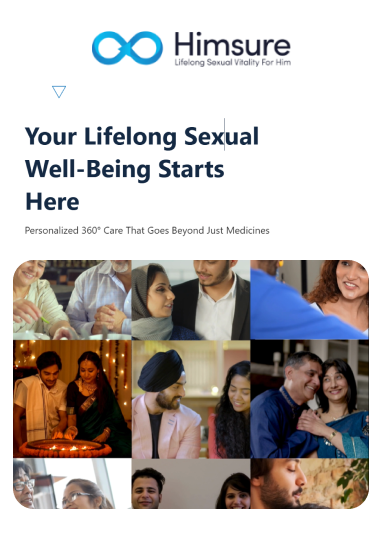 Himsure
Lifelong Sexual Vitality For Him
Your Lifelong Sexual
Well-Being Starts
Here
Personalized 360° Care That Goes Beyond Just Medicines